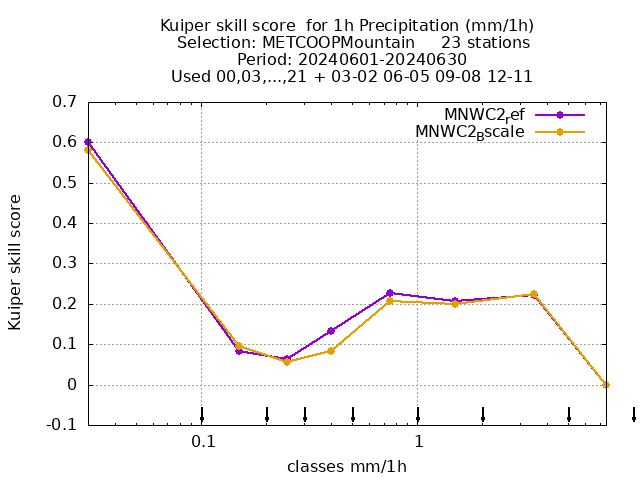 Kuiper skill score  for 1h Precipitation (mm/1h)
Selection: METCOOPMountain     23 stations
Period: 20240601-20240630
Used 00,03,...,21 + 03-02 06-05 09-08 12-11
MNWC2ref
MNWC2Bscale
0.7
0.6
0.5
0.4
0.3
0.2
0.1
0
-0.1
Kuiper skill score
0.1
1
classes mm/1h